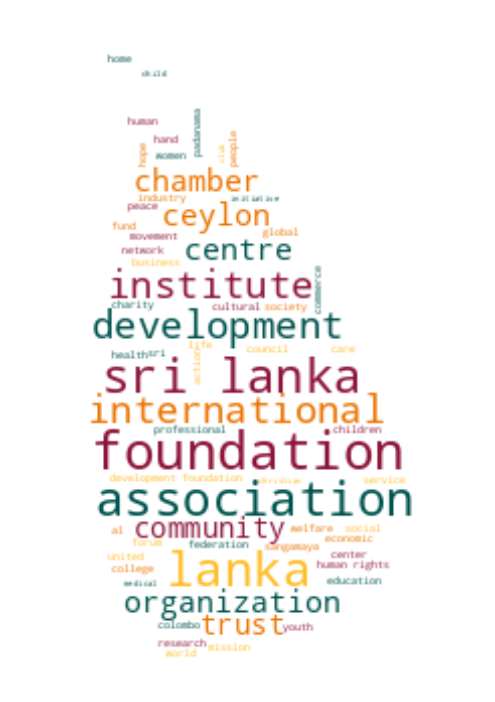 home
child
padanama
human
hand
people
hope
women
club
chamber
industry
initiative
peace
ceylon
fund
global
movement
centre
network
business
commerce
institute
charity
cultural
society
development
life
health
sri
action
council
care
sri lanka
international
professional
children
foundation
development foundation
service
association
al
community
welfare
social
economic
forum
federation
sangamaya
united
center
lanka
human rights
college
medical
education
organization
colombo
trust
youth
research
mission
world